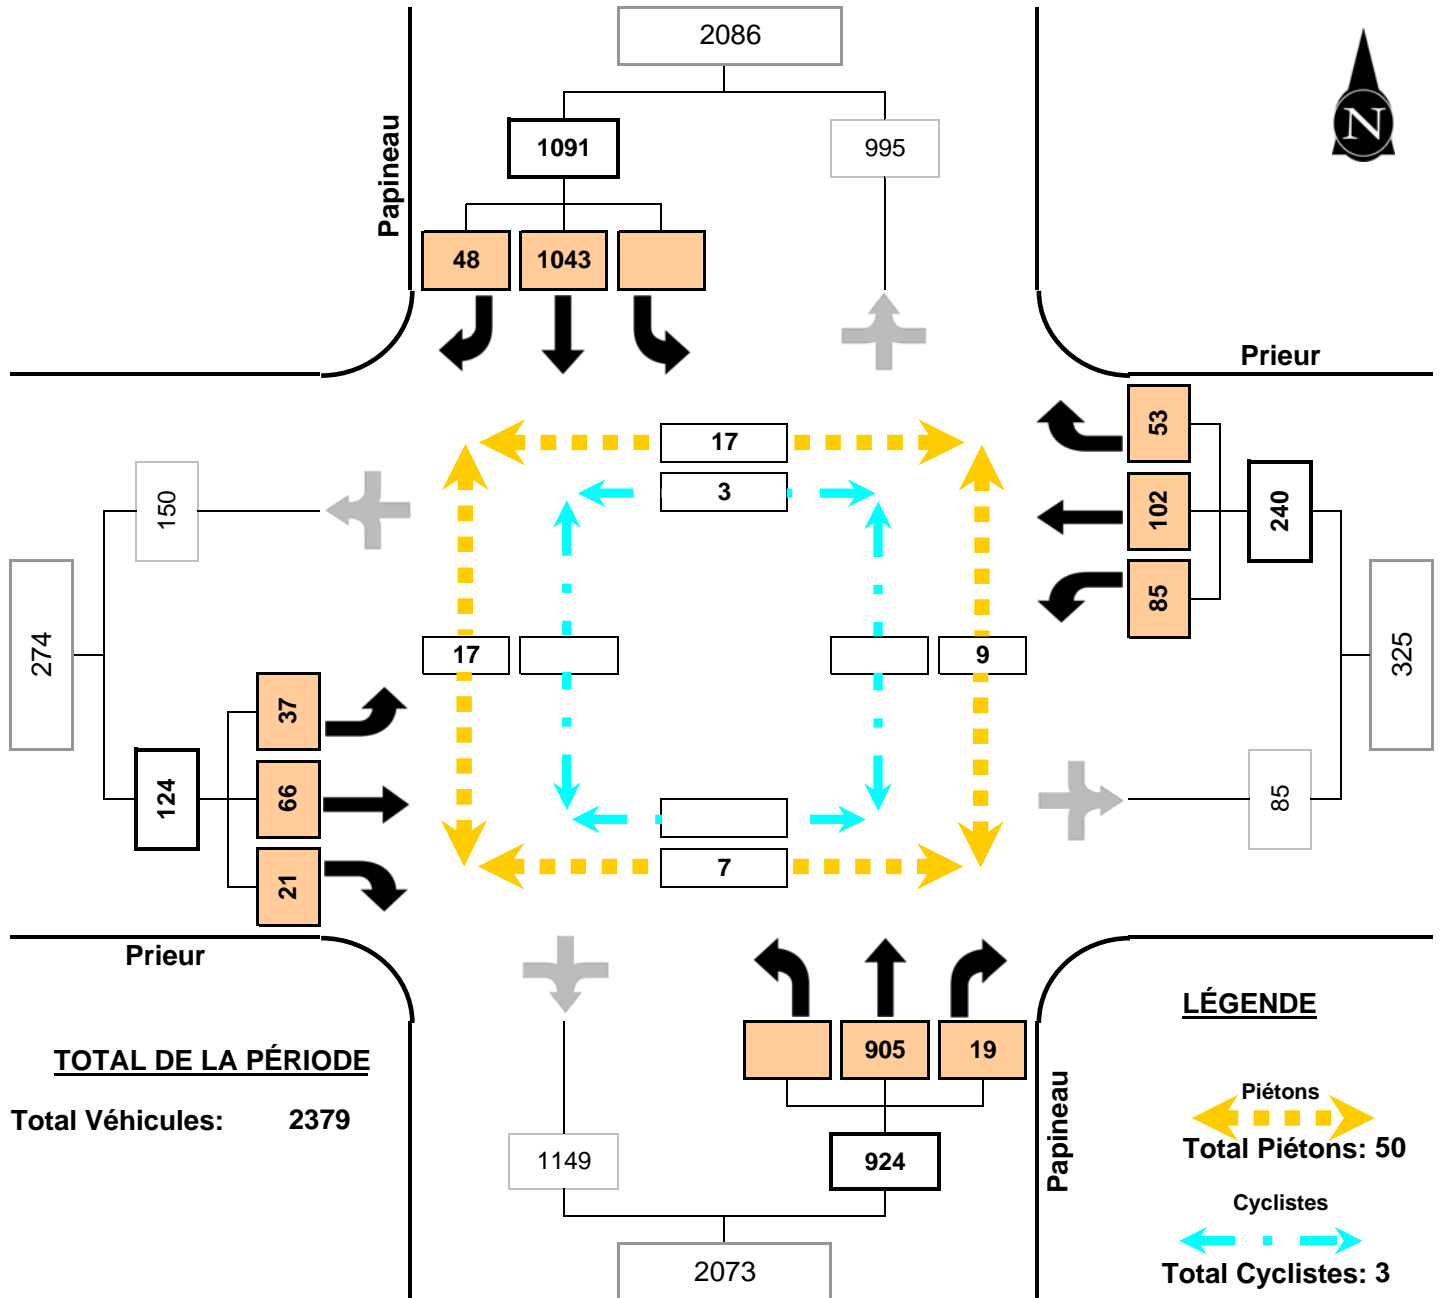 2086
N
Papineau
1091
995
48 1043
Prieur
53
102
85
240
325
17
3
150
274
17
9
37
66
21
124
85
7
Prieur
TOTAL DE LA PÉRIODE
Total Véhicules: 2379
905 19
1149
924
2073
Papineau
LÉGENDE
Piétons
Total Piétons: 50
Cyclistes
Total Cyclistes: 3